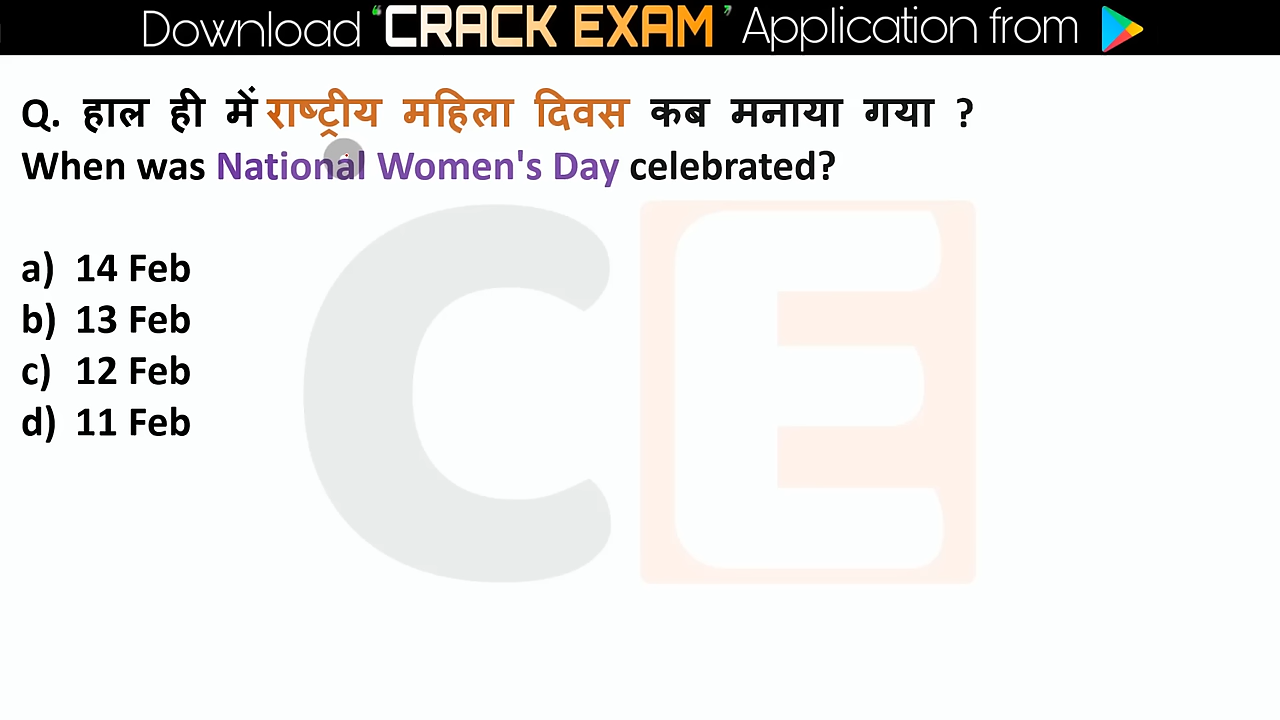 Download “CRACK EXAM” Application from
Q. हाल ही में राष्ट्रीय महिला दिवस कब मनाया गया ?
When was National Women's Day celebrated?
a) 14 Feb
b) 13 Feb
c) 12 Feb
d) 11 Feb
CE